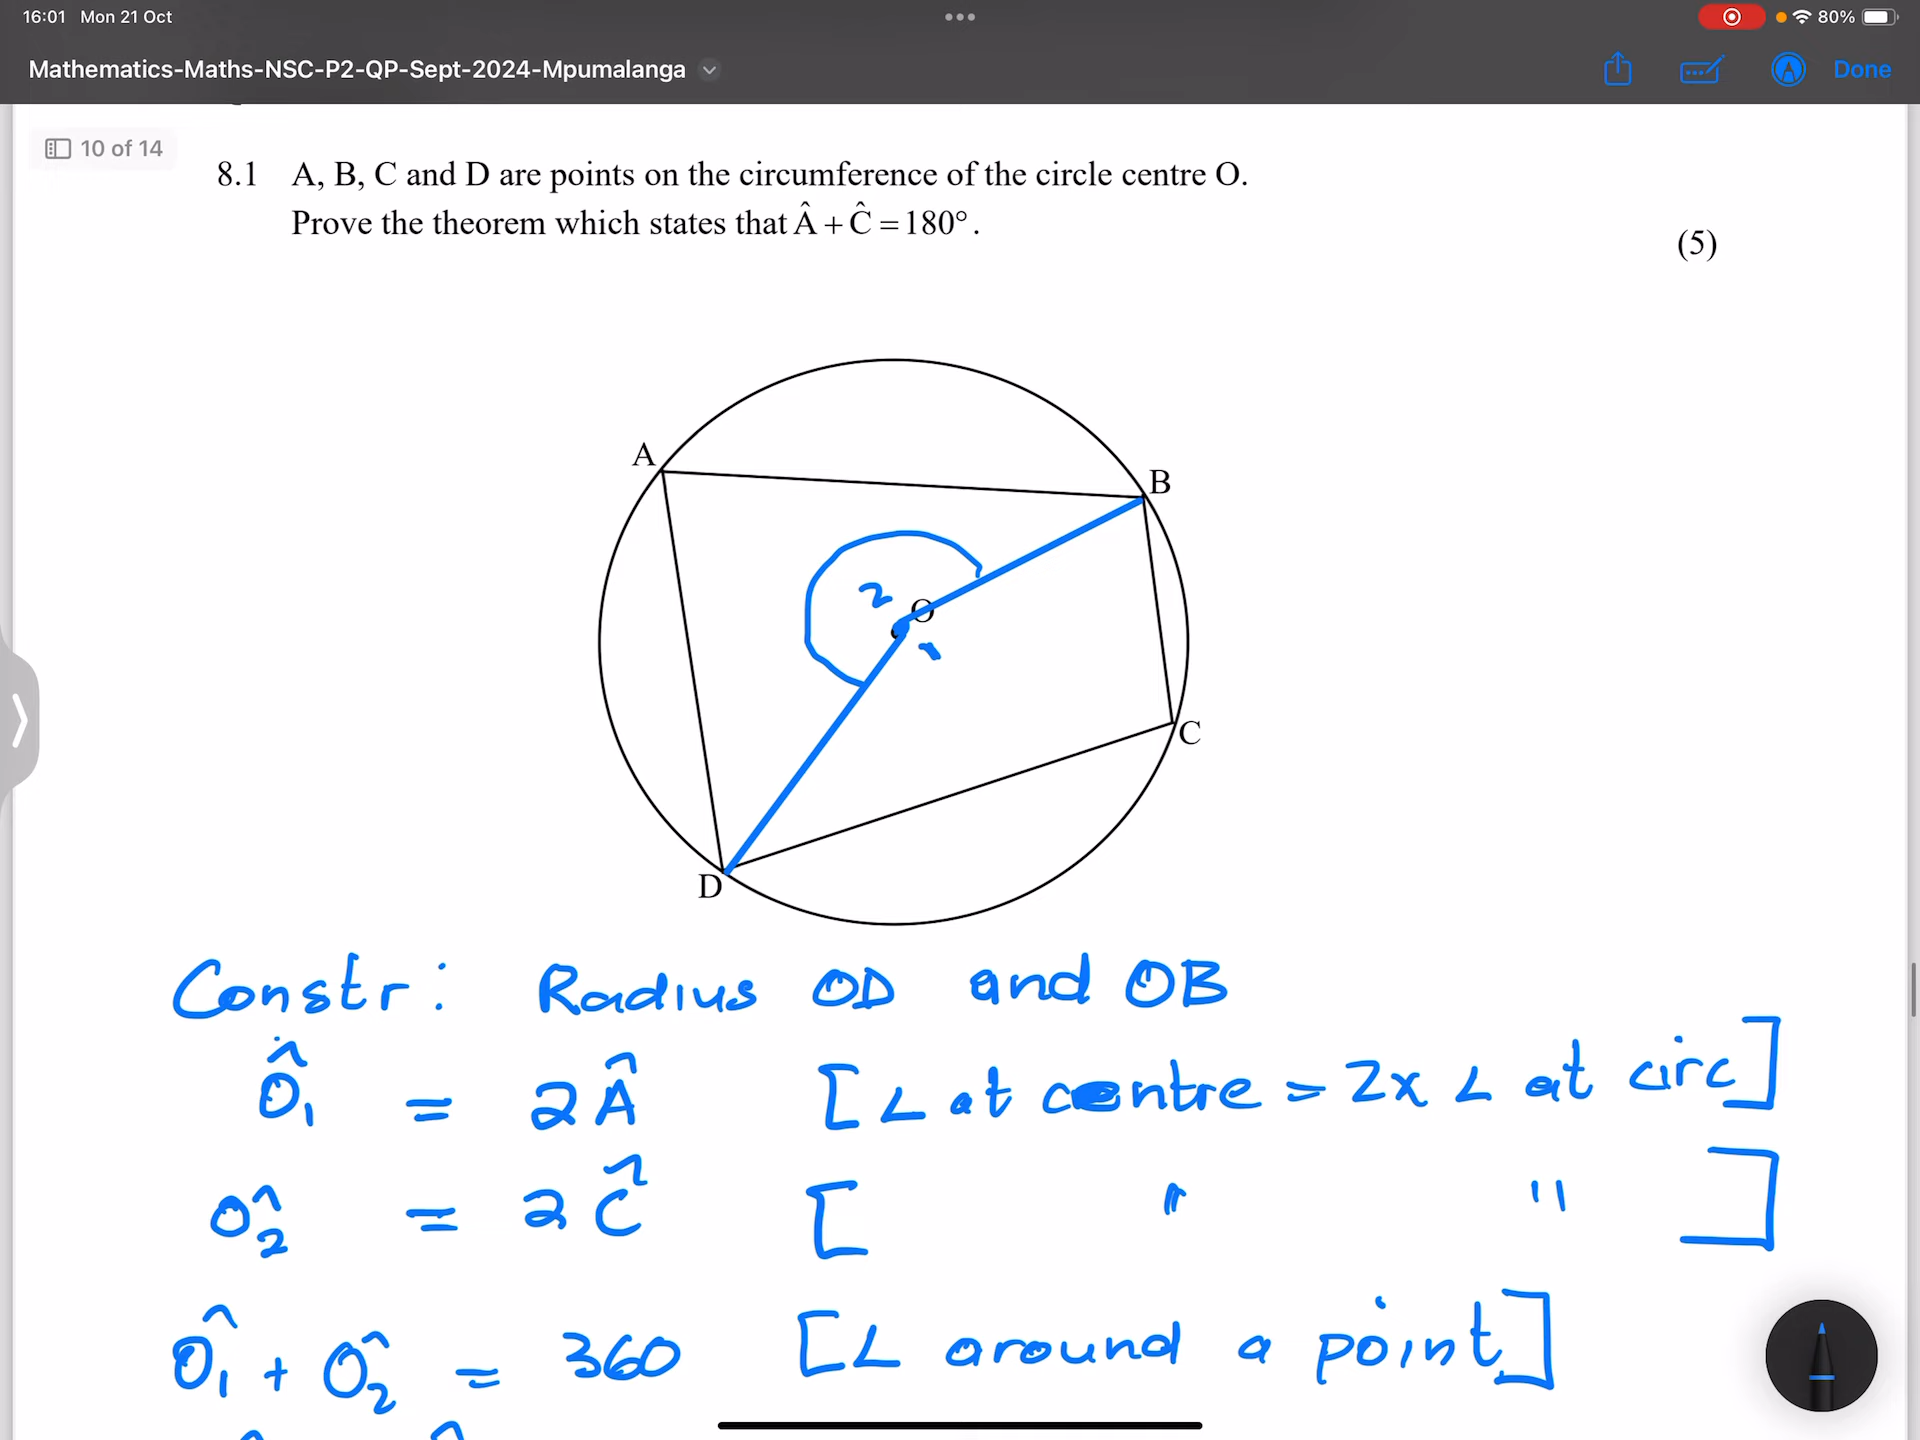 16:01 Mon 21 Oct
80%
Mathematics-Maths-NSC-P2-QP-Sept-2024-Mpumalanga
Done
10 of 14
8.1 A, B, C and D are points on the circumference of the circle centre O.
Prove the theorem which states that Â + Ĉ = 180°.
(5)
A
B
2
O
1
C
D
Constr: Radius OD and OB
Ô₁ = 2Â [∠ at centre = 2x ∠ at circ]
Ô₂ = 2Ĉ [ " " ]
Ô₁ + Ô₂ = 360 [∠ around a point]